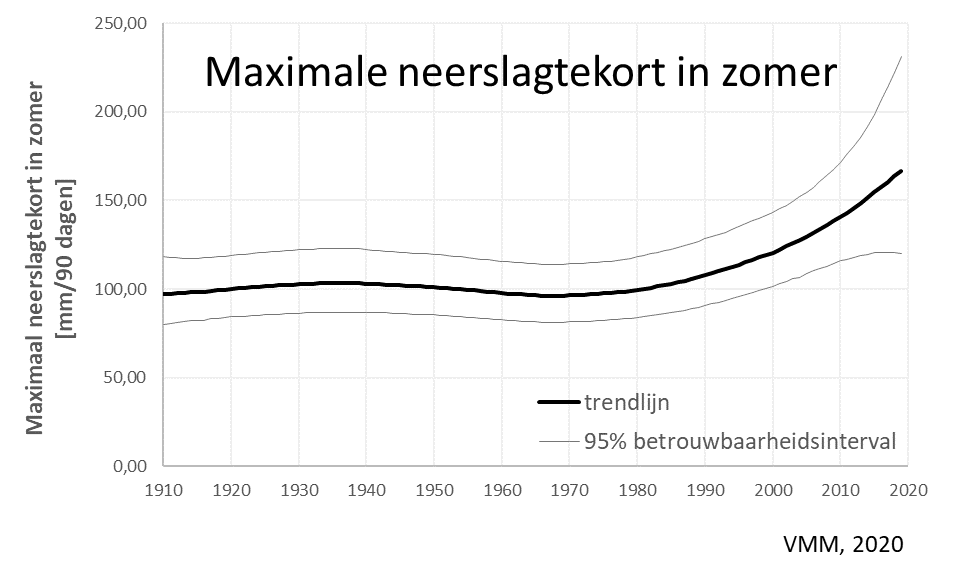 Maximale neerslagtekort in zomer
Maximaal neerslagtekort in zomer
[mm/90 dagen]
250,00
200,00
150,00
100,00
50,00
0,00
trendlijn
95% betrouwbaarheidsinterval
1910 1920 1930 1940 1950 1960 1970 1980 1990 2000 2010 2020
VMM, 2020